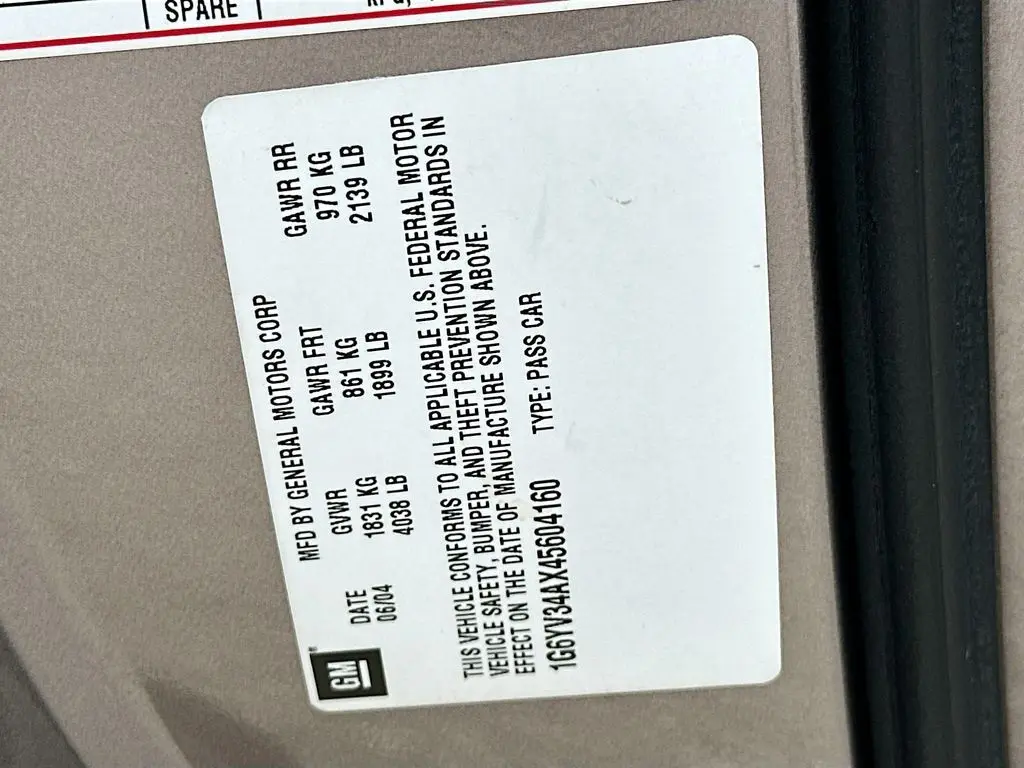 SPARE
GM
MFD BY GENERAL MOTORS CORP
DATE GVWR GAWR FRT GAWR RR
06/04 1831 KG 861 KG 970 KG
4038 LB 1899 LB 2139 LB
THIS VEHICLE CONFORMS TO ALL APPLICABLE U.S. FEDERAL MOTOR
VEHICLE SAFETY, BUMPER, AND THEFT PREVENTION STANDARDS IN
EFFECT ON THE DATE OF MANUFACTURE SHOWN ABOVE.
1G6YV34AX45604160 TYPE: PASS CAR